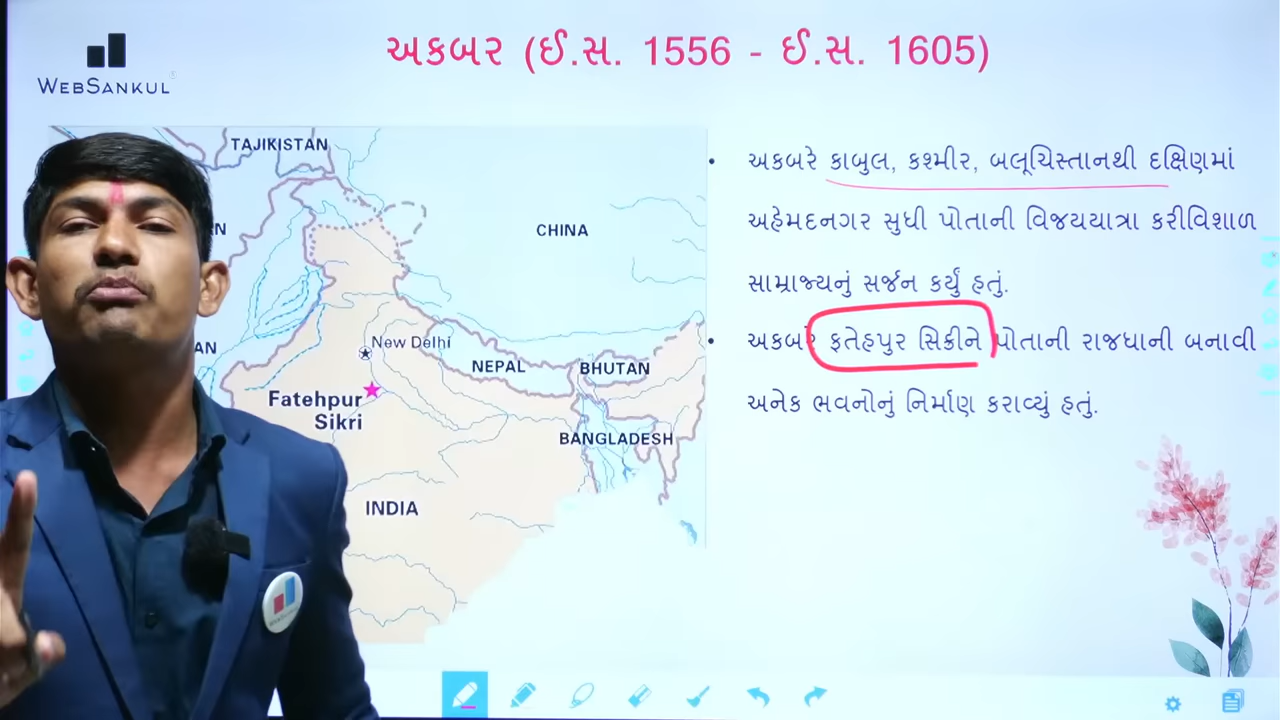 WEBSANKUL
અકબર (ઈ.સ. 1556 - ઈ.સ. 1605)
TAJIKISTAN
CHINA
New Delhi
NEPAL
BHUTAN
Fatehpur
Sikri
BANGLADESH
INDIA
• અકબરે કાબુલ, કશ્મીર, બલૂચિસ્તાનથી દક્ષિણમાં
અહેમદનગર સુધી પોતાની વિજયયાત્રા કરીવિશાળ
સામ્રાજ્યનું સર્જન કર્યું હતું.
• અકબરે ફતેહપુર સિક્રીને પોતાની રાજધાની બનાવી
અનેક ભવનોનું નિર્માણ કરાવ્યું હતું.